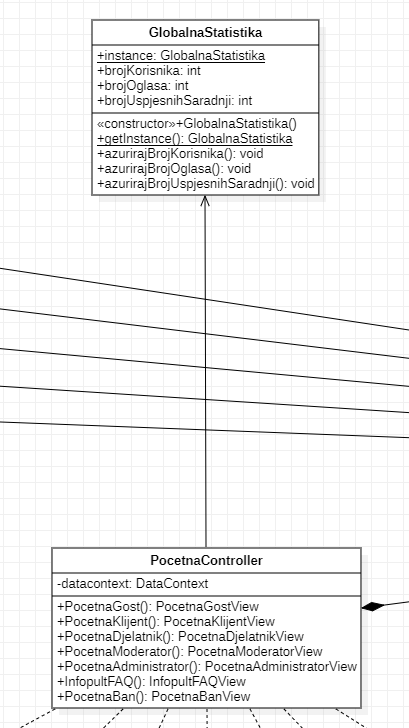 GlobalnaStatistika
+instance: GlobalnaStatistika
+brojKorisnika: int
+brojOglasa: int
+brojUspjesnihSaradnji: int
«constructor»+GlobalnaStatistika()
+getInstance(): GlobalnaStatistika
+azurirajBrojKorisnika(): void
+azurirajBrojOglasa(): void
+azurirajBrojUspjesnihSaradnji(): void
PocetnaController
-datacontext: DataContext
+PocetnaGost(): PocetnaGostView
+PocetnaKlijent(): PocetnaKlijentView
+PocetnaDjelatnik(): PocetnaDjelatnikView
+PocetnaModerator(): PocetnaModeratorView
+PocetnaAdministrator(): PocetnaAdministratorView
+InfopultFAQ(): InfopultFAQView
+PocetnaBan(): PocetnaBanView